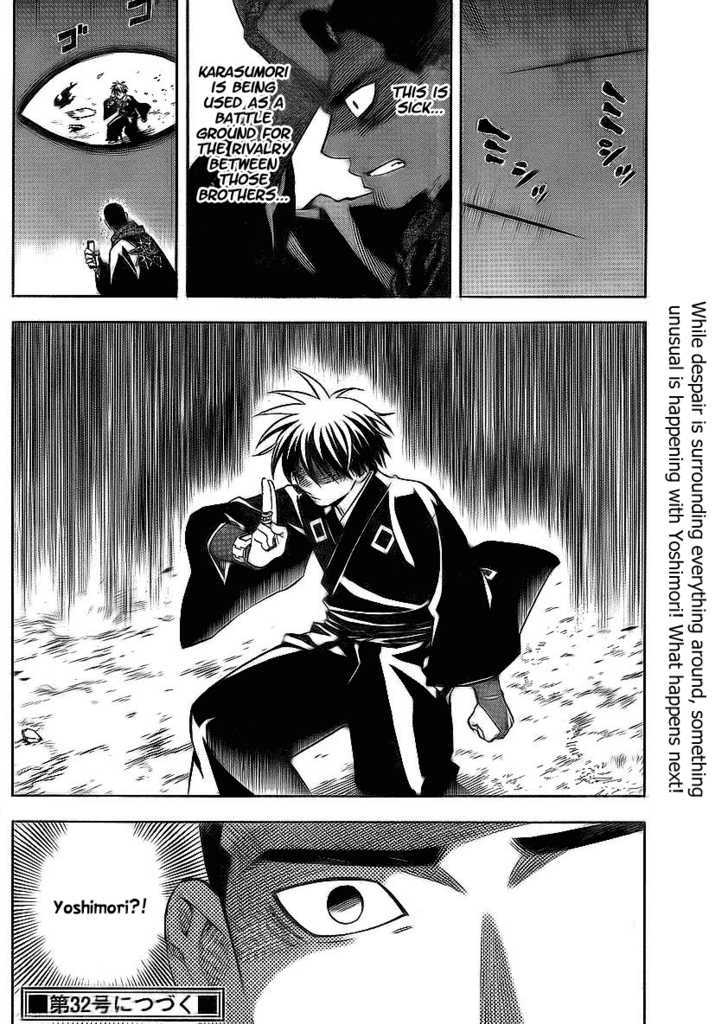 THIS IS
SICK...
KARASUMORI
IS BEING
USED AS A
BATTLE
GROUND FOR
THE RIVALRY
BETWEEN
THOSE
BROTHERS...
ゴ
ゴ
While despair is surrounding everything around, something
unusual is happening with Yoshimori! What happens next!
Yoshimori?!
■第32号につづく■